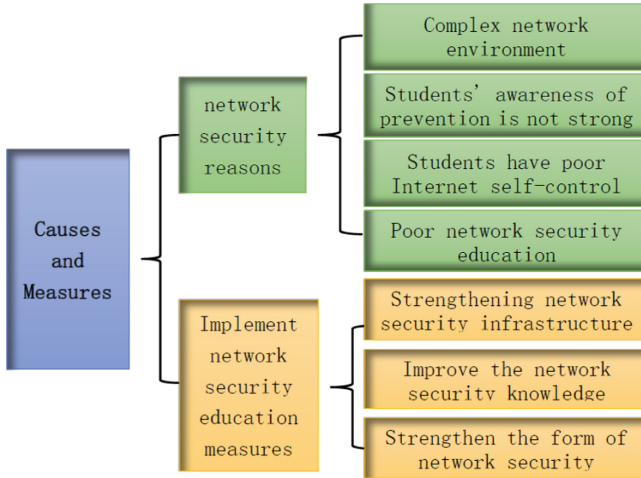 Causes
and
Measures
network
security
reasons
Complex network
environment
Students' awareness of
prevention is not strong
Students have poor
Internet self-control
Poor network security
education
Implement
network
security
education
measures
Strengthening network
security infrastructure
Improve the network
security knowledge
Strengthen the form of
network security